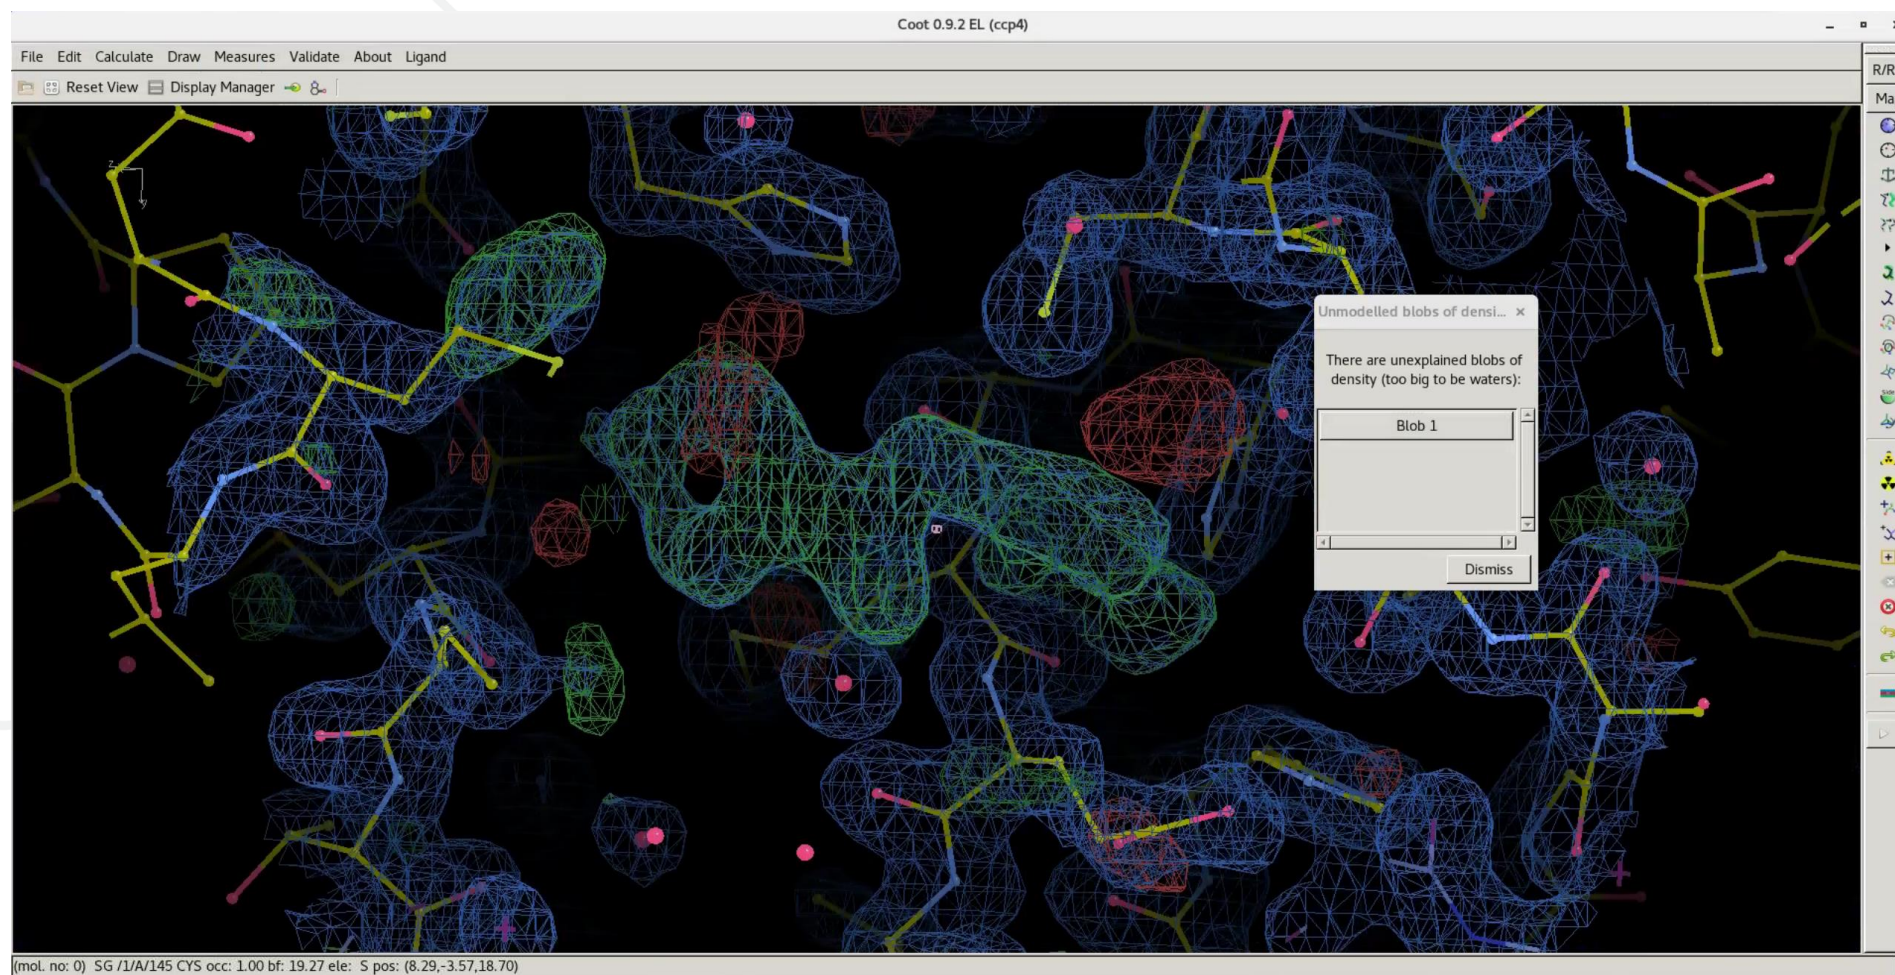 Coot 0.9.2 EL (ccp4)
File Edit Calculate Draw Measures Validate About Ligand
Reset View Display Manager
R/R
Ma
z
y
Unmodelled blobs of densi...
There are unexplained blobs of
density (too big to be waters):
Blob 1
Dismiss
(mol. no: 0) SG /1/A/145 CYS occ: 1.00 bf: 19.27 ele: S pos: (8.29,-3.57,18.70)